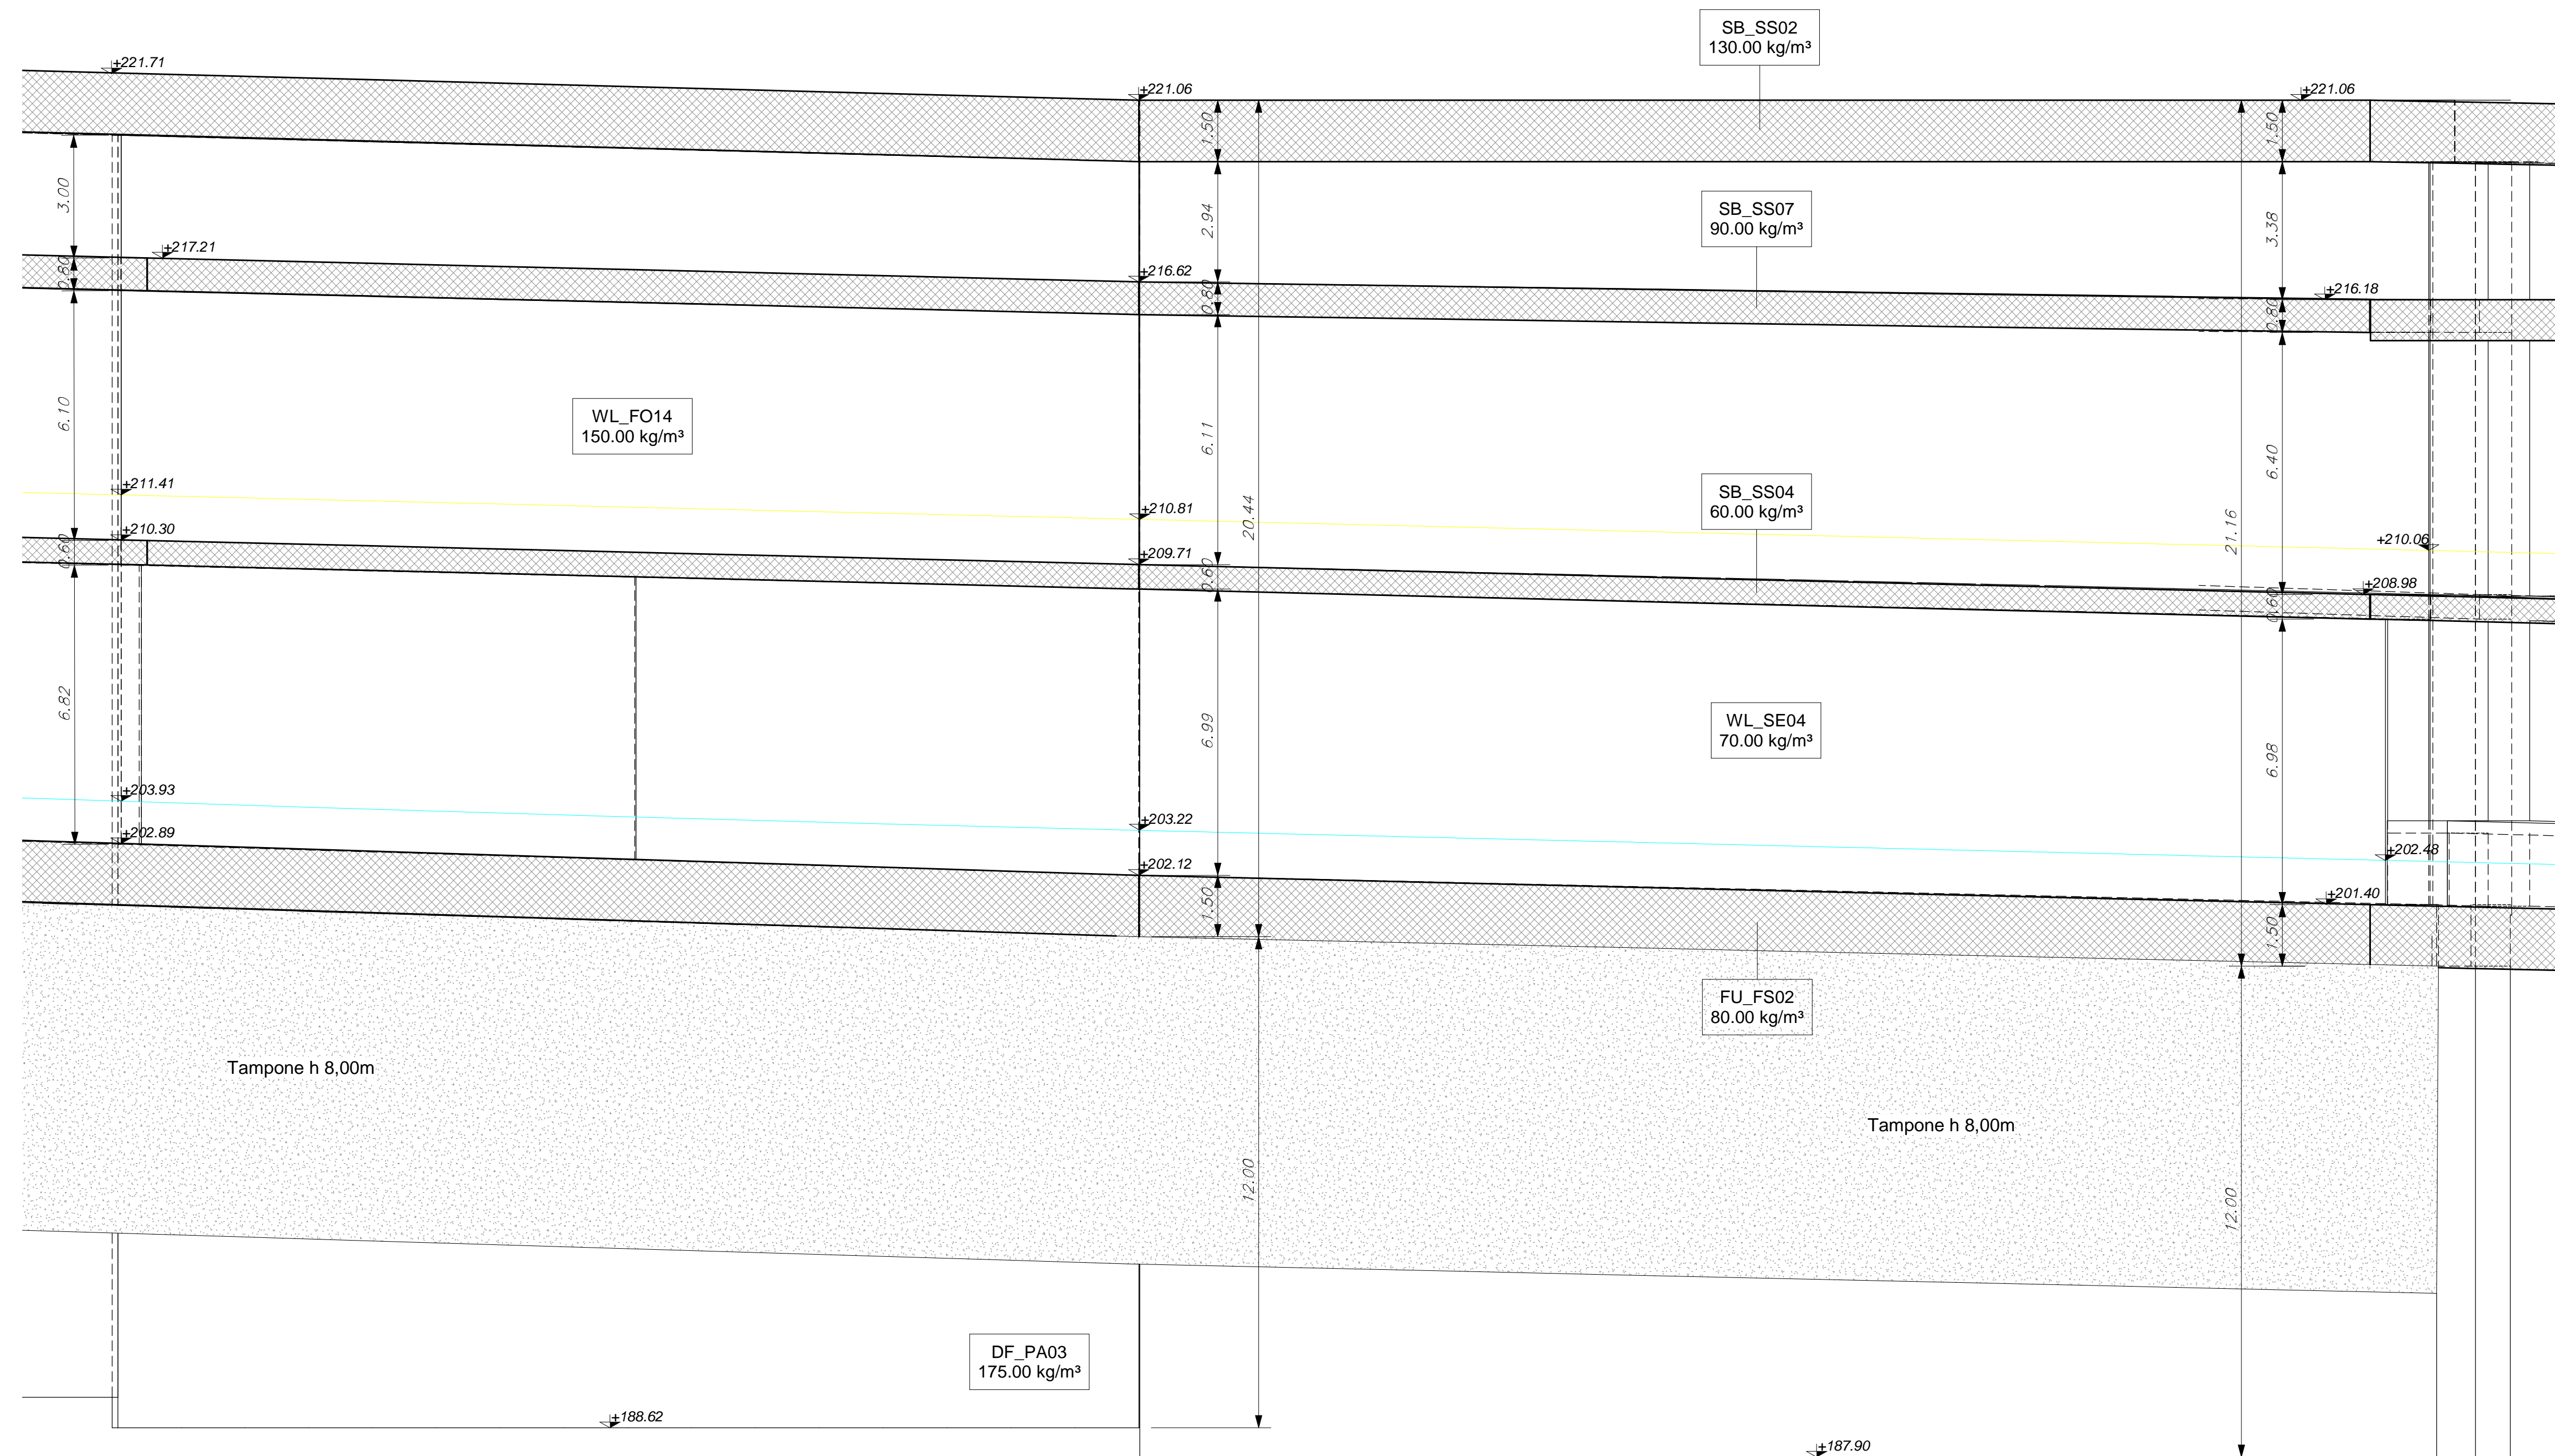 SB_SS02
130.00 kg/m³
+221.71
+221.06
+221.06
1.50
1.50
3.00
SB_SS07
90.00 kg/m³
2.94
3.38
+217.21
0.80
+216.62
0.80
+216.18
0.80
WL_FO14
150.00 kg/m³
6.10
6.11
6.40
+211.41
SB_SS04
60.00 kg/m³
+210.81
20.44
21.16
+210.30
+210.06
0.60
+209.71
0.60
+208.98
0.60
6.82
6.99
WL_SE04
70.00 kg/m³
6.98
+203.93
+203.22
+202.89
+202.48
+202.12
+201.40
1.50
1.50
FU_FS02
80.00 kg/m³
Tampone h 8,00m
Tampone h 8,00m
12.00
12.00
DF_PA03
175.00 kg/m³
+188.62
+187.90